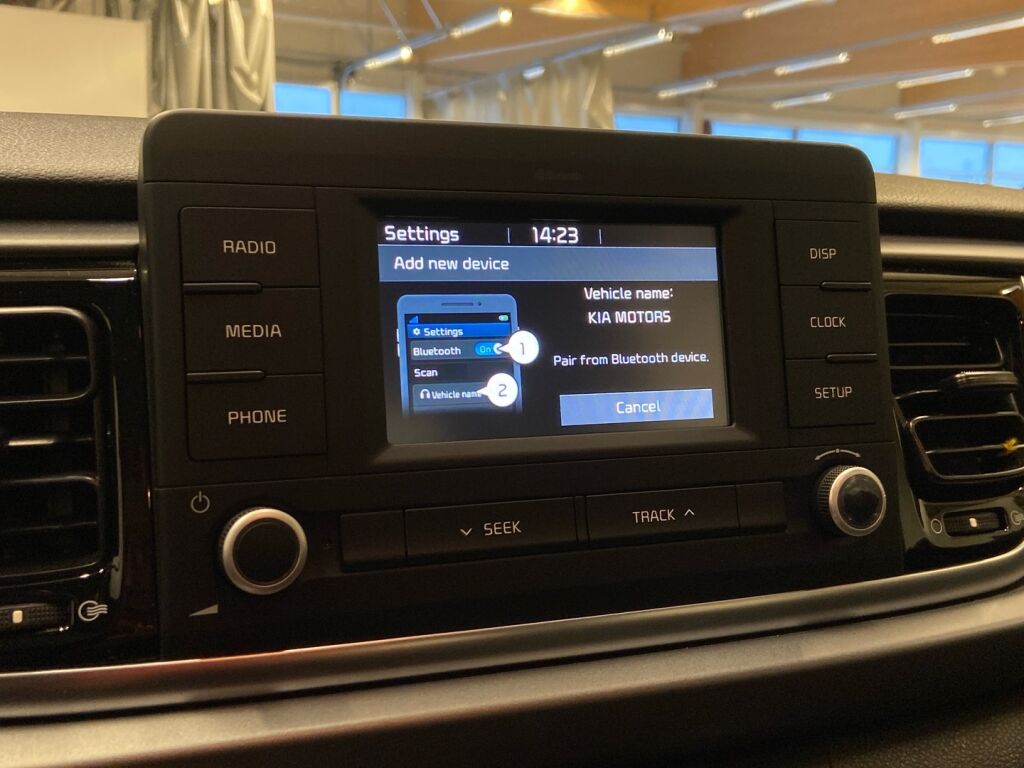 Settings
14:23
Add new device
Settings
Bluetooth
On
1
Scan
Vehicle name
2
Vehicle name:
KIA MOTORS
Pair from Bluetooth device.
Cancel
RADIO
MEDIA
PHONE
DISP
CLOCK
SETUP
SEEK
TRACK